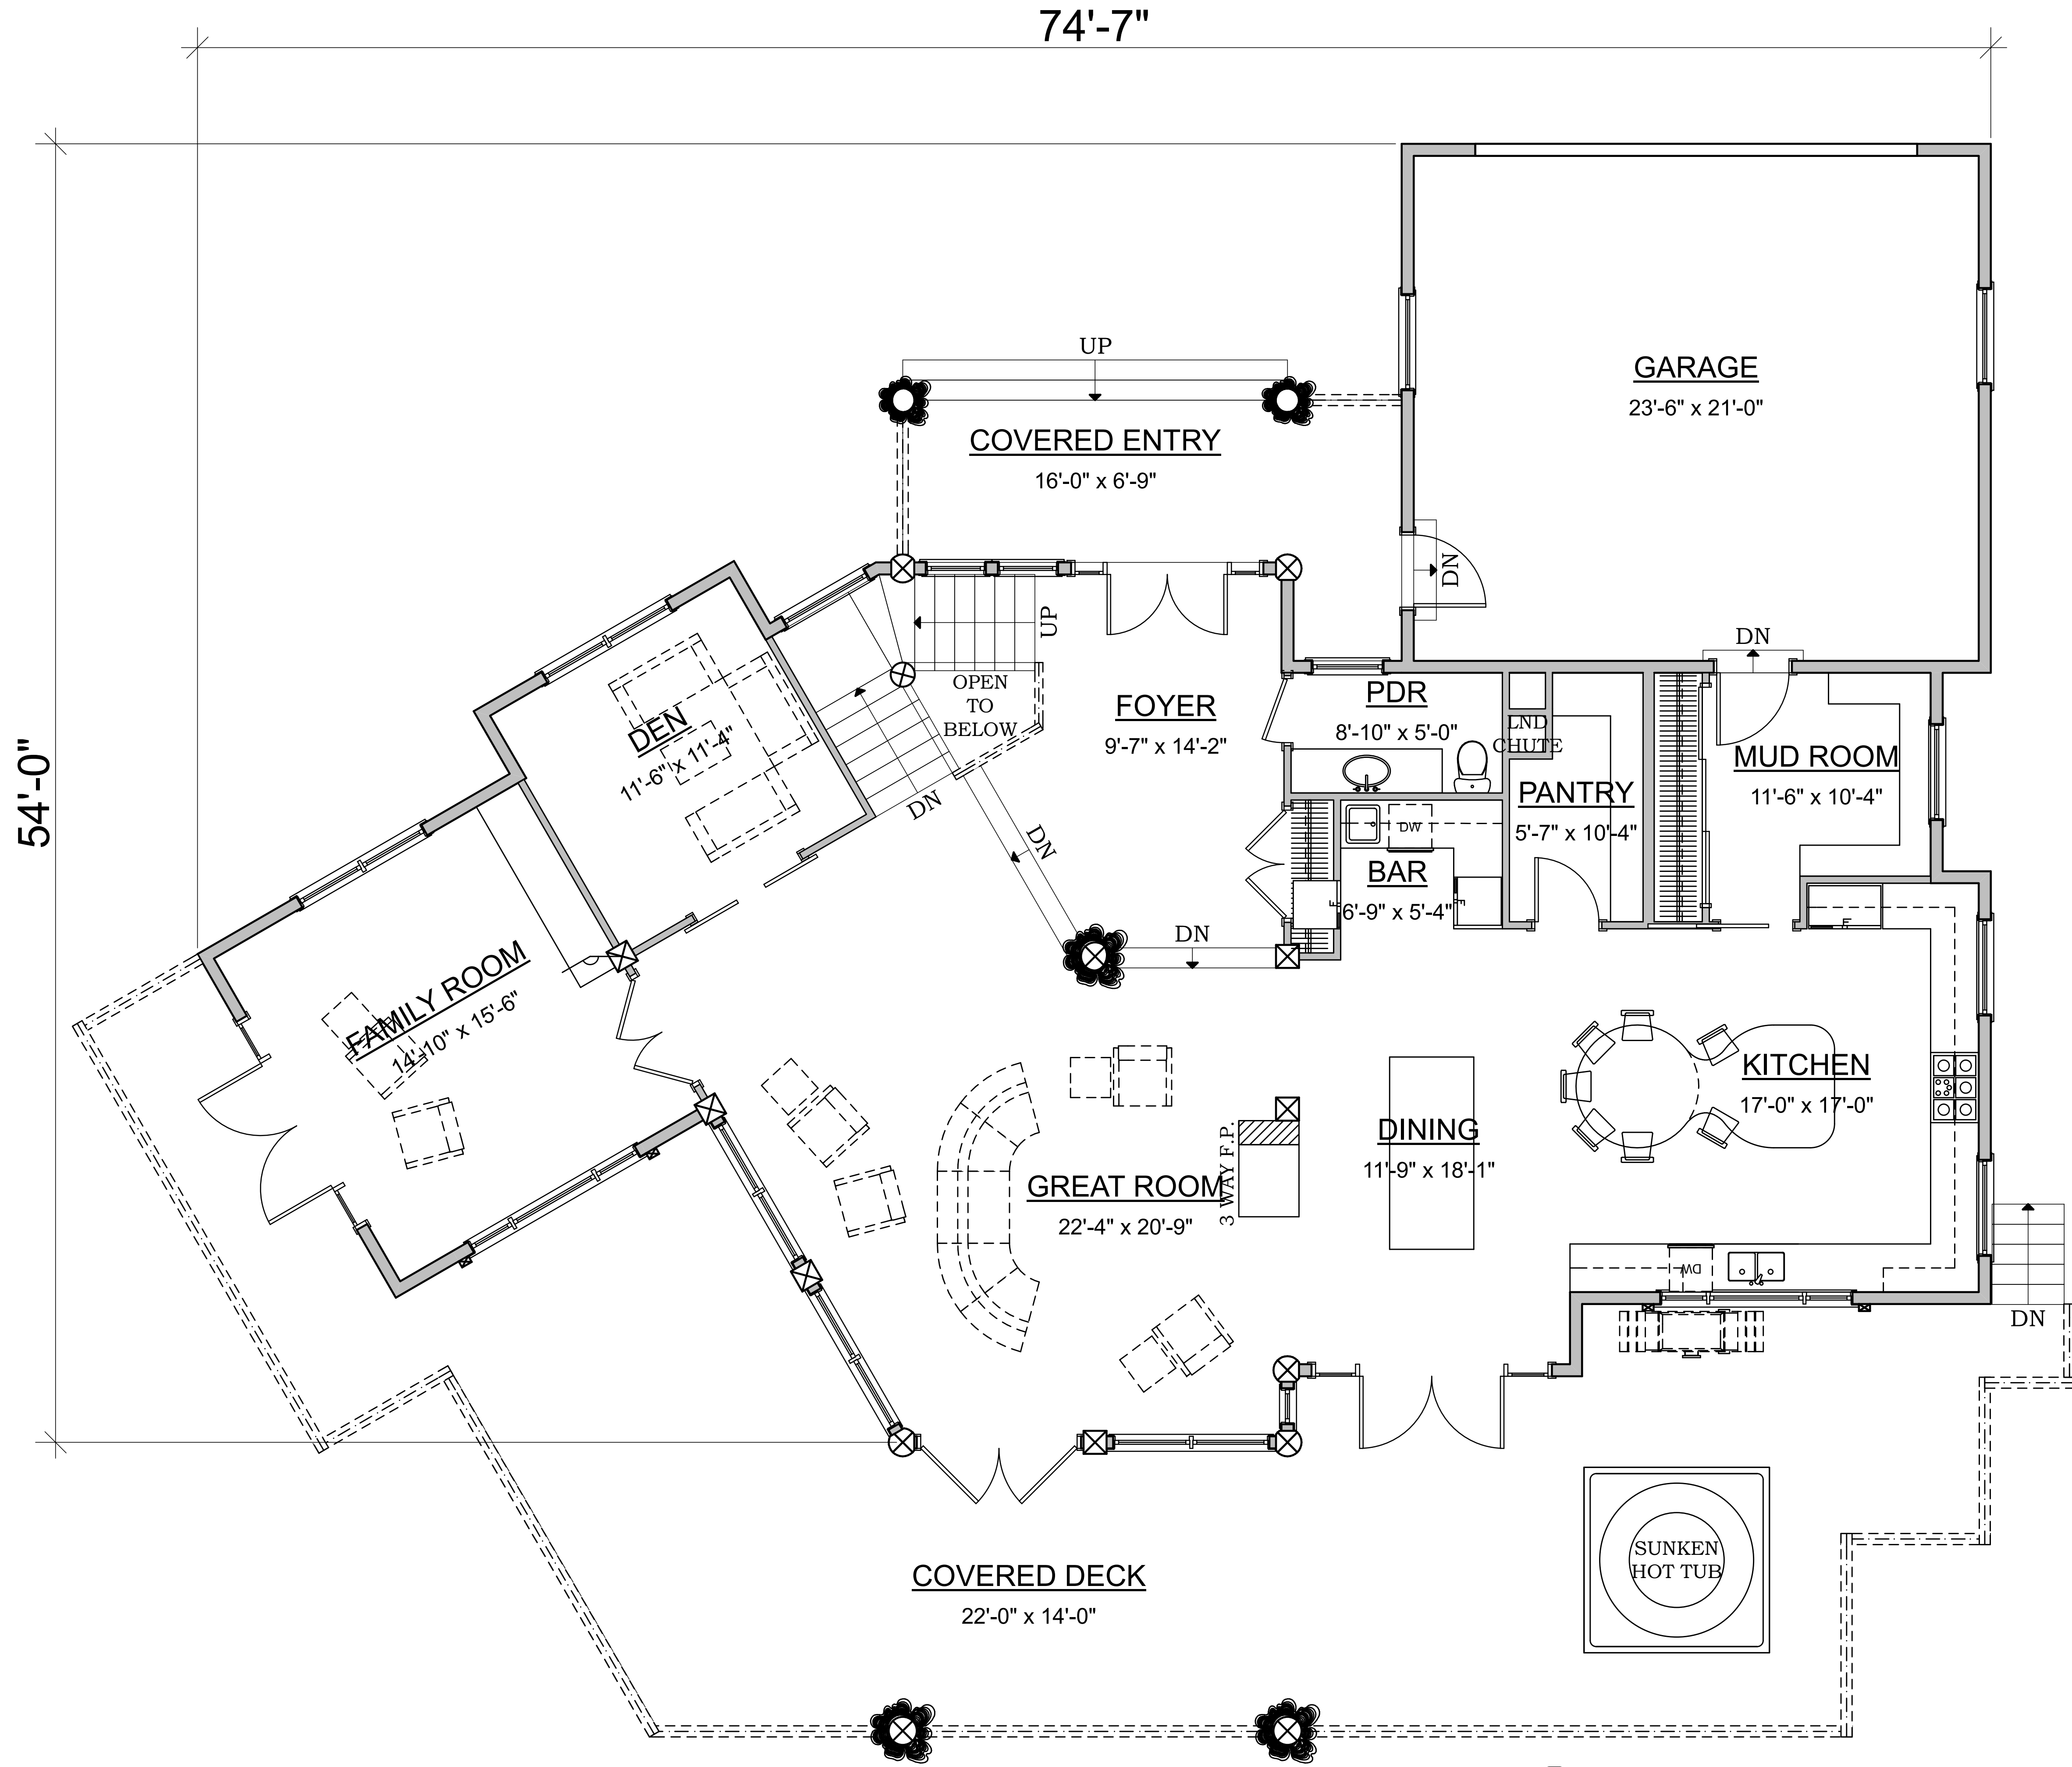 74'-7"
54'-0"
UP
GARAGE
23'-6" x 21'-0"
COVERED ENTRY
16'-0" x 6'-9"
DN
UP
OPEN
TO
BELOW
FOYER
9'-7" x 14'-2"
DN
PDR
8'-10" x 5'-0"
LND
CHUTE
MUD ROOM
11'-6" x 10'-4"
PANTRY
5'-7" x 10'-4"
DEN
11'-6" x 11'-4"
DN
DN
DW
BAR
6'-9" x 5'-4"
F
F
F
DN
FAMILY ROOM
14'-10" x 15'-6"
KITCHEN
17'-0" x 17'-0"
DINING
11'-9" x 18'-1"
3 WAY F.P.
GREAT ROOM
22'-4" x 20'-9"
DW
DN
SUNKEN
HOT TUB
COVERED DECK
22'-0" x 14'-0"